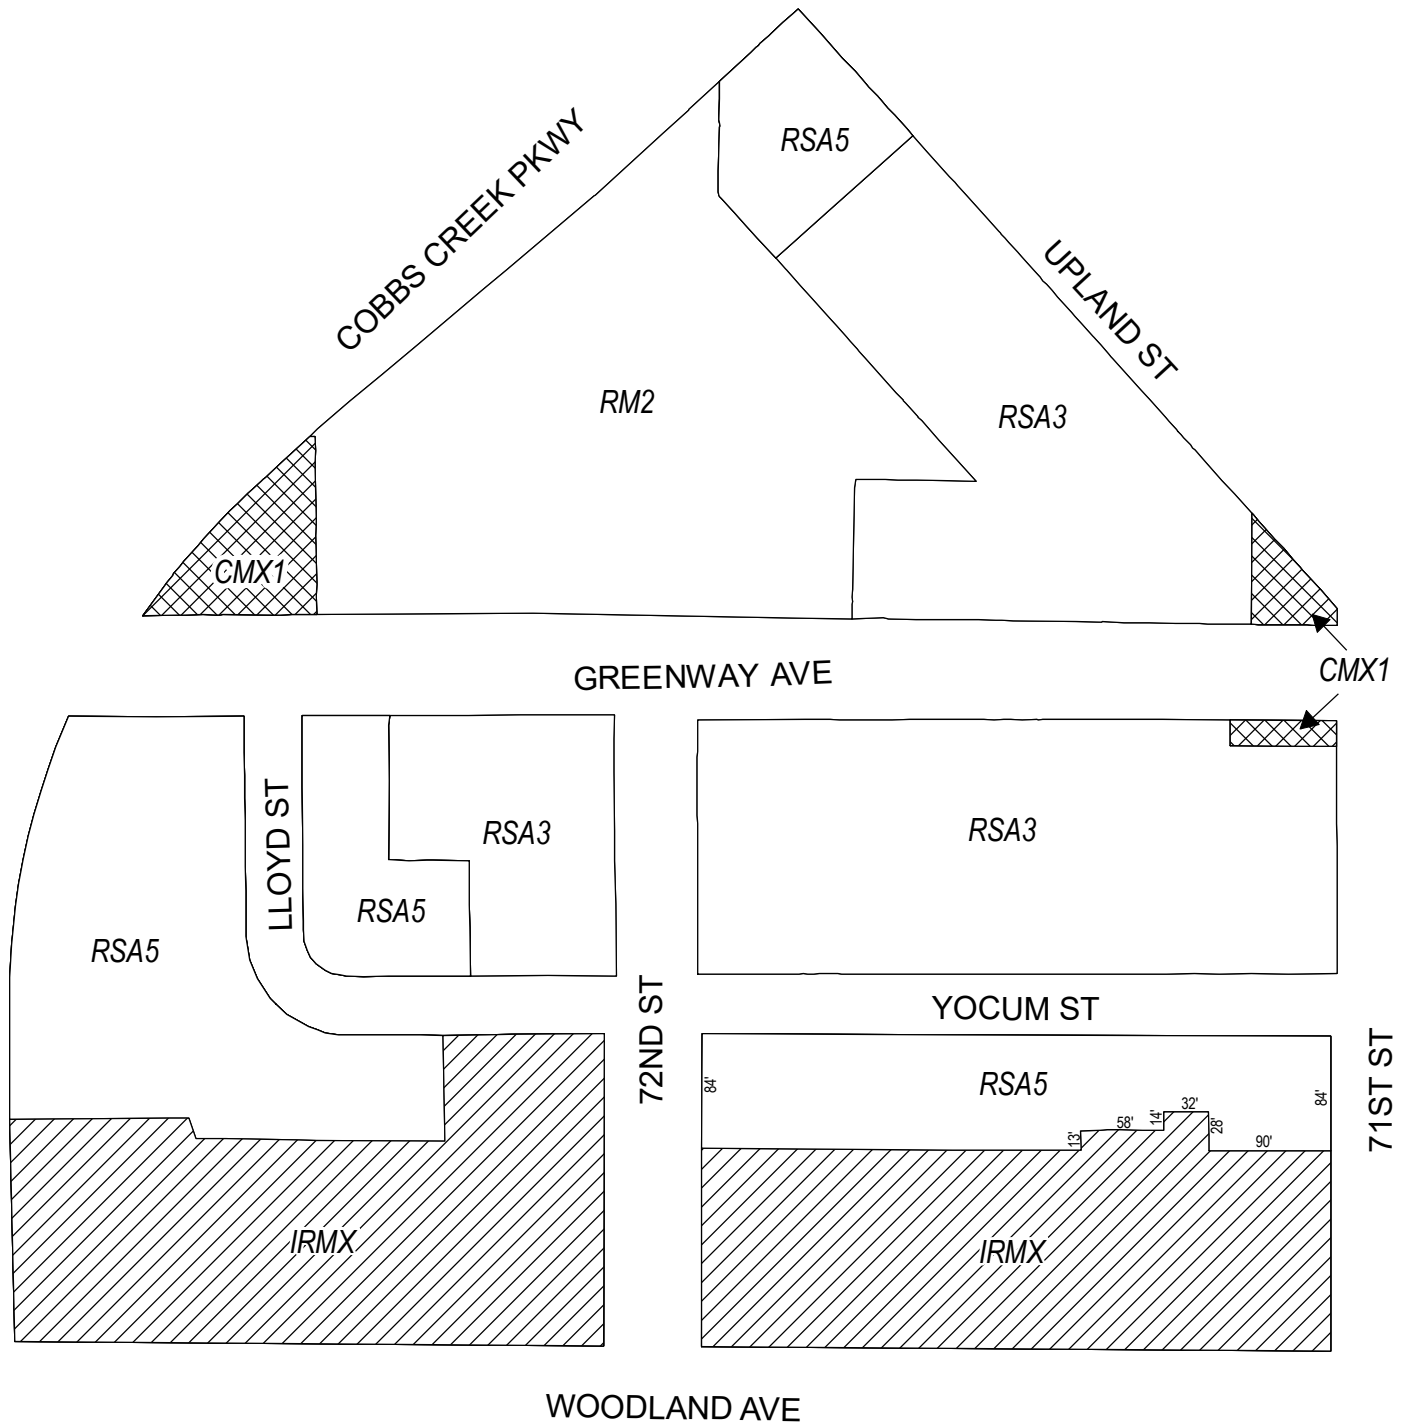 RSA5
COBBS CREEK PKWY
UPLAND ST
RM2
RSA3
CMX1
GREENWAY AVE
CMX1
LLOYD ST
RSA3
RSA3
RSA5
RSA5
72ND ST
YOCUM ST
71ST ST
RSA5
84'
84'
13'
58'
14'
32'
28'
90'
IRMX
IRMX
WOODLAND AVE